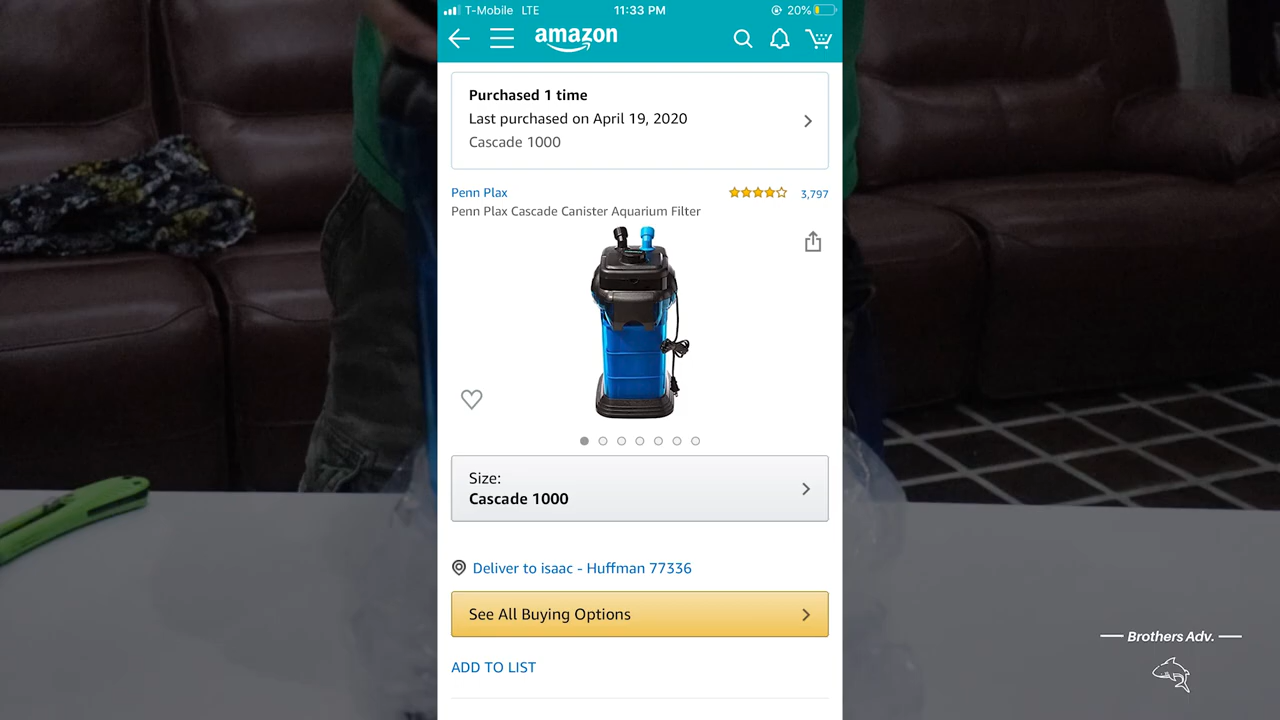 T-Mobile LTE 11:33 PM 20%
amazon
Purchased 1 time
Last purchased on April 19, 2020
Cascade 1000
Penn Plax 3,797
Penn Plax Cascade Canister Aquarium Filter
Size:
Cascade 1000
Deliver to isaac - Huffman 77336
See All Buying Options
ADD TO LIST
Brothers Adv.